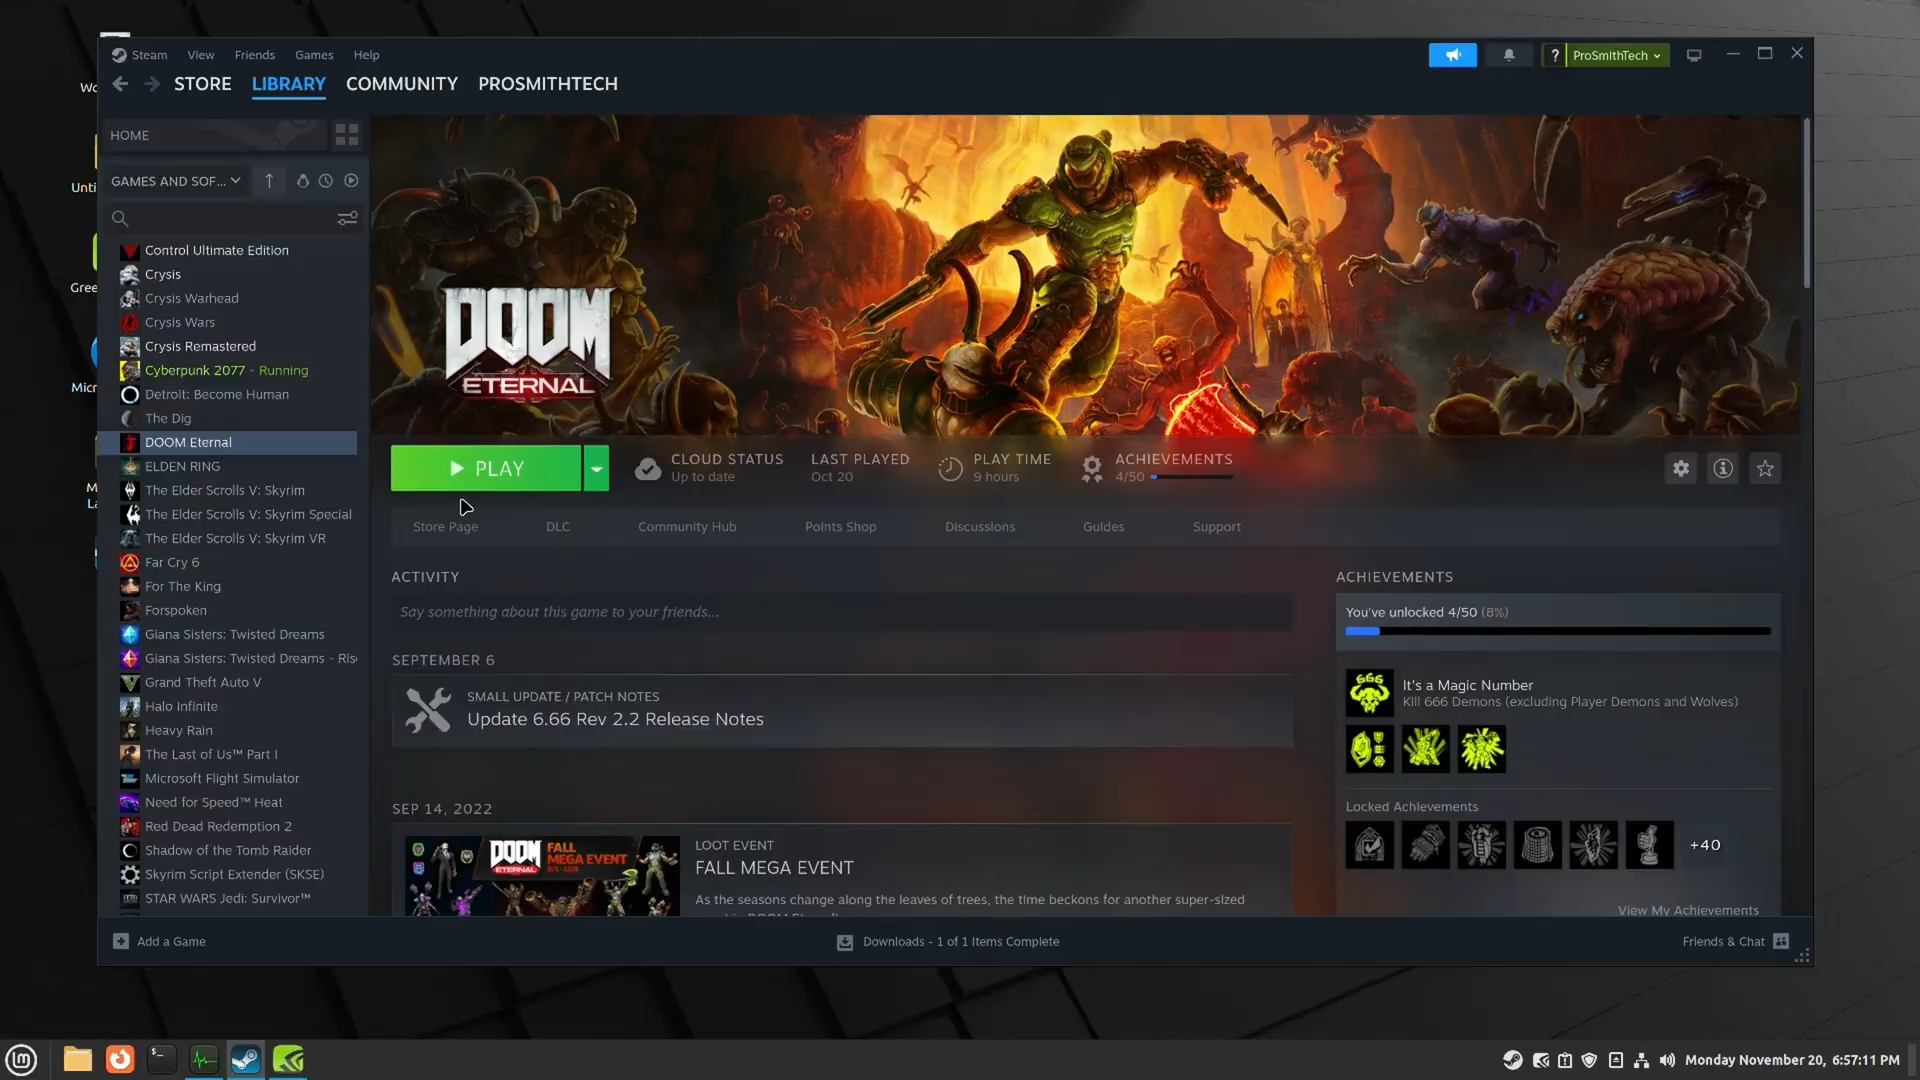 Steam View Friends Games Help
? ProSmithTech
STORE LIBRARY COMMUNITY PROSMITHTECH
HOME
GAMES AND SOF...
Control Ultimate Edition
Crysis
Crysis Warhead
Crysis Wars
Crysis Remastered
Cyberpunk 2077 - Running
Detroit: Become Human
The Dig
DOOM Eternal
ELDEN RING
The Elder Scrolls V: Skyrim
The Elder Scrolls V: Skyrim Special
The Elder Scrolls V: Skyrim VR
Far Cry 6
For The King
Forspoken
Giana Sisters: Twisted Dreams
Giana Sisters: Twisted Dreams - Ris
Grand Theft Auto V
Halo Infinite
Heavy Rain
The Last of Us™ Part I
Microsoft Flight Simulator
Need for Speed™ Heat
Red Dead Redemption 2
Shadow of the Tomb Raider
Skyrim Script Extender (SKSE)
STAR WARS Jedi: Survivor™
DOOM
ETERNAL
PLAY
CLOUD STATUS
Up to date
LAST PLAYED
Oct 20
PLAY TIME
9 hours
ACHIEVEMENTS
4/50
Store Page DLC Community Hub Points Shop Discussions Guides Support
ACTIVITY
Say something about this game to your friends...
SEPTEMBER 6
SMALL UPDATE / PATCH NOTES
Update 6.66 Rev 2.2 Release Notes
SEP 14, 2022
DOOM
ETERNAL
FALL
MEGA EVENT
LOOT EVENT
FALL MEGA EVENT
As the seasons change along the leaves of trees, the time beckons for another super-sized
ACHIEVEMENTS
You've unlocked 4/50 (8%)
666
It's a Magic Number
Kill 666 Demons (excluding Player Demons and Wolves)
Locked Achievements
+40
View My Achievements
Add a Game
Downloads - 1 of 1 Items Complete
Friends & Chat
Wo
Unti
Gree
Micr
M
La
Monday November 20, 6:57:11 PM